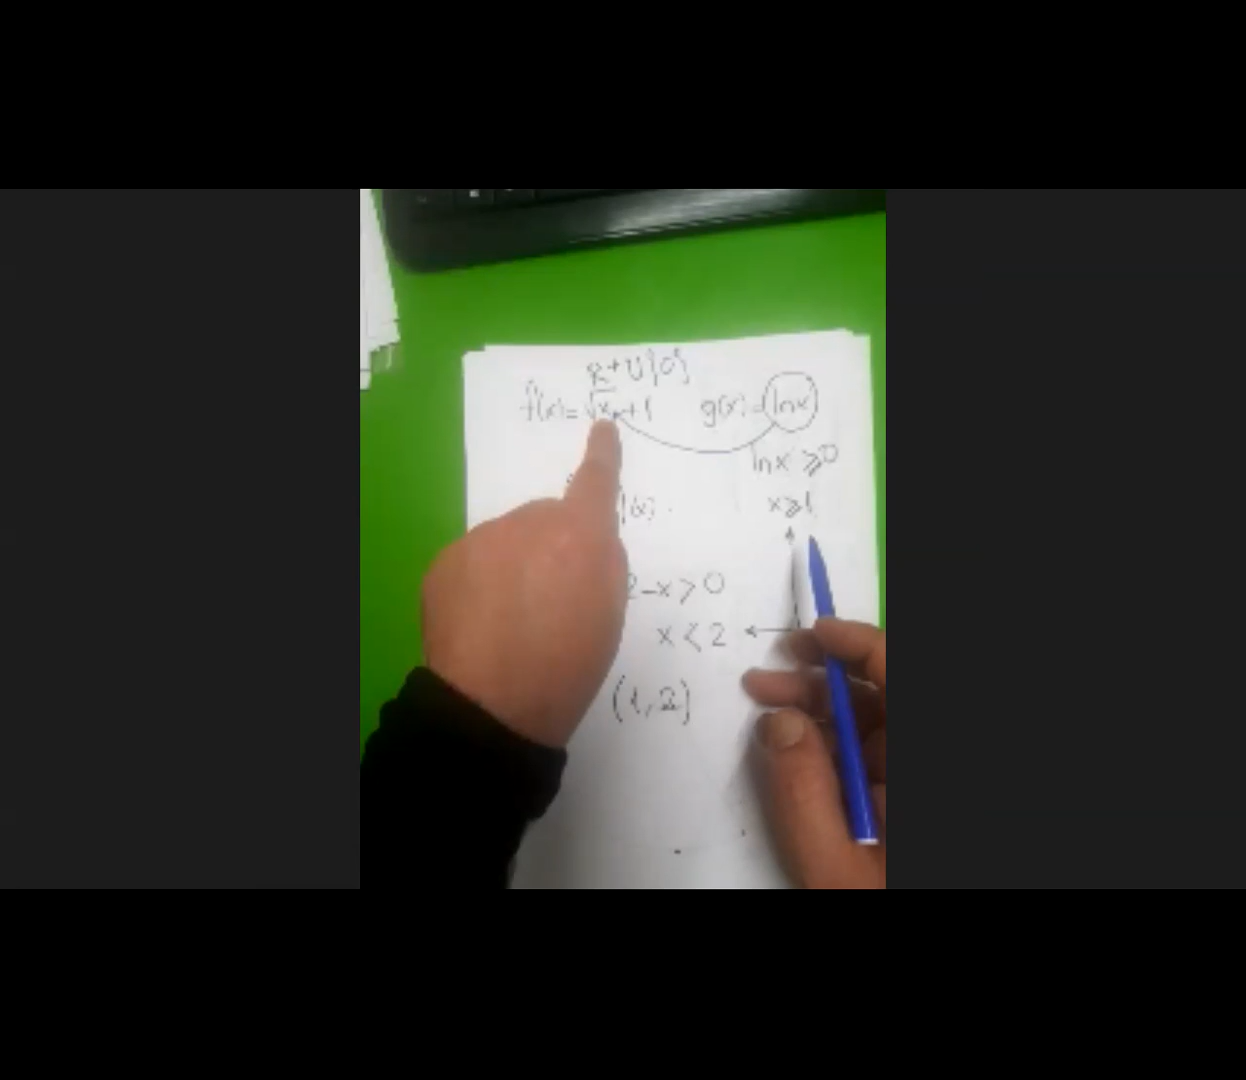 R⁺∪{0}
f(x)=√x+1 g(x)=lnx
lnx ≥0
(x)
x≥1
2-x>0
x<2
(1,2)